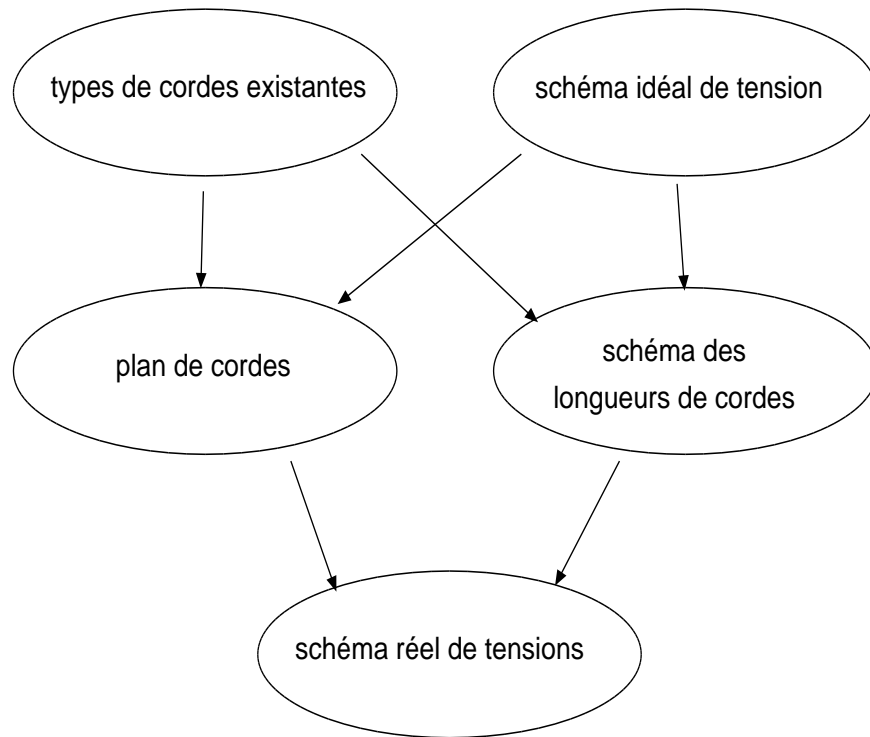 types de cordes existantes
schéma idéal de tension
plan de cordes
schéma des
longueurs de cordes
schéma réel de tensions